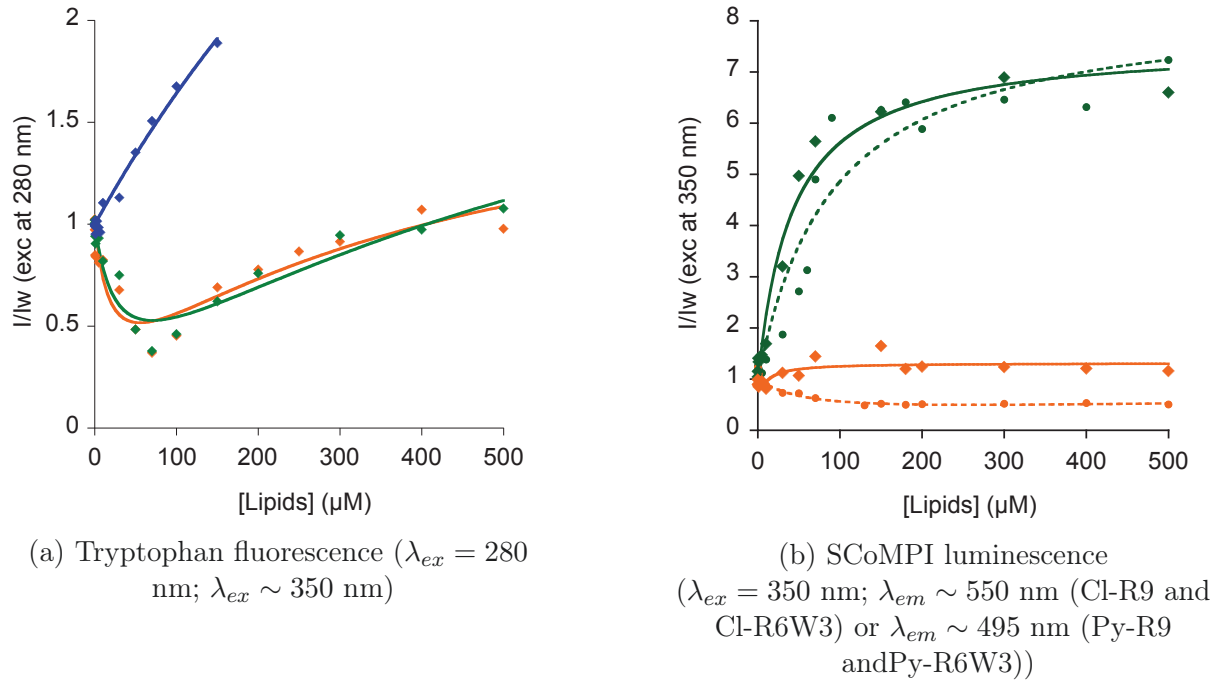 2
1.5
1
0.5
0
0
100
200
300
400
500
I/Iw (exc at 280 nm)
[Lipids] (µM)
(a) Tryptophan fluorescence (λex = 280
nm; λex ∼ 350 nm)
8
7
6
5
4
3
2
1
0
0
100
200
300
400
500
I/Iw (exc at 350 nm)
[Lipids] (µM)
(b) SCoMPI luminescence
(λex = 350 nm; λem ∼ 550 nm (Cl-R9 and
Cl-R6W3) or λem ∼ 495 nm (Py-R9
andPy-R6W3))